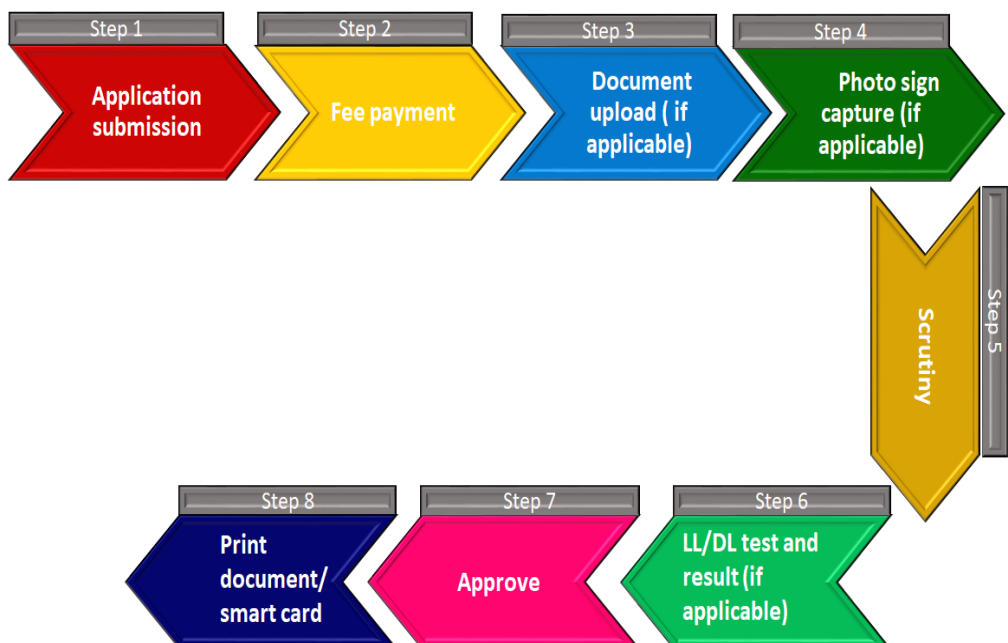 Step 1
Application
submission
Step 2
Fee payment
Step 3
Document
upload ( if
applicable)
Step 4
Photo sign
capture (if
applicable)
Step 5
Scrutiny
Step 6
LL/DL test and
result (if
applicable)
Step 7
Approve
Step 8
Print
document/
smart card